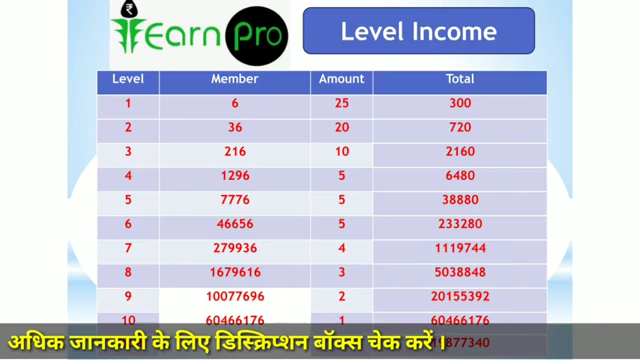 ₹
Earn Pro
Level Income
Level Member Amount Total
1 6 25 300
2 36 20 720
3 216 10 2160
4 1296 5 6480
5 7776 5 38880
6 46656 5 233280
7 279936 4 1119744
8 1679616 3 5038848
9 10077696 2 20155392
10 60466176 1 60466176
अधिक जानकारी के लिए डिस्क्रिप्शन बॉक्स चेक करें ।